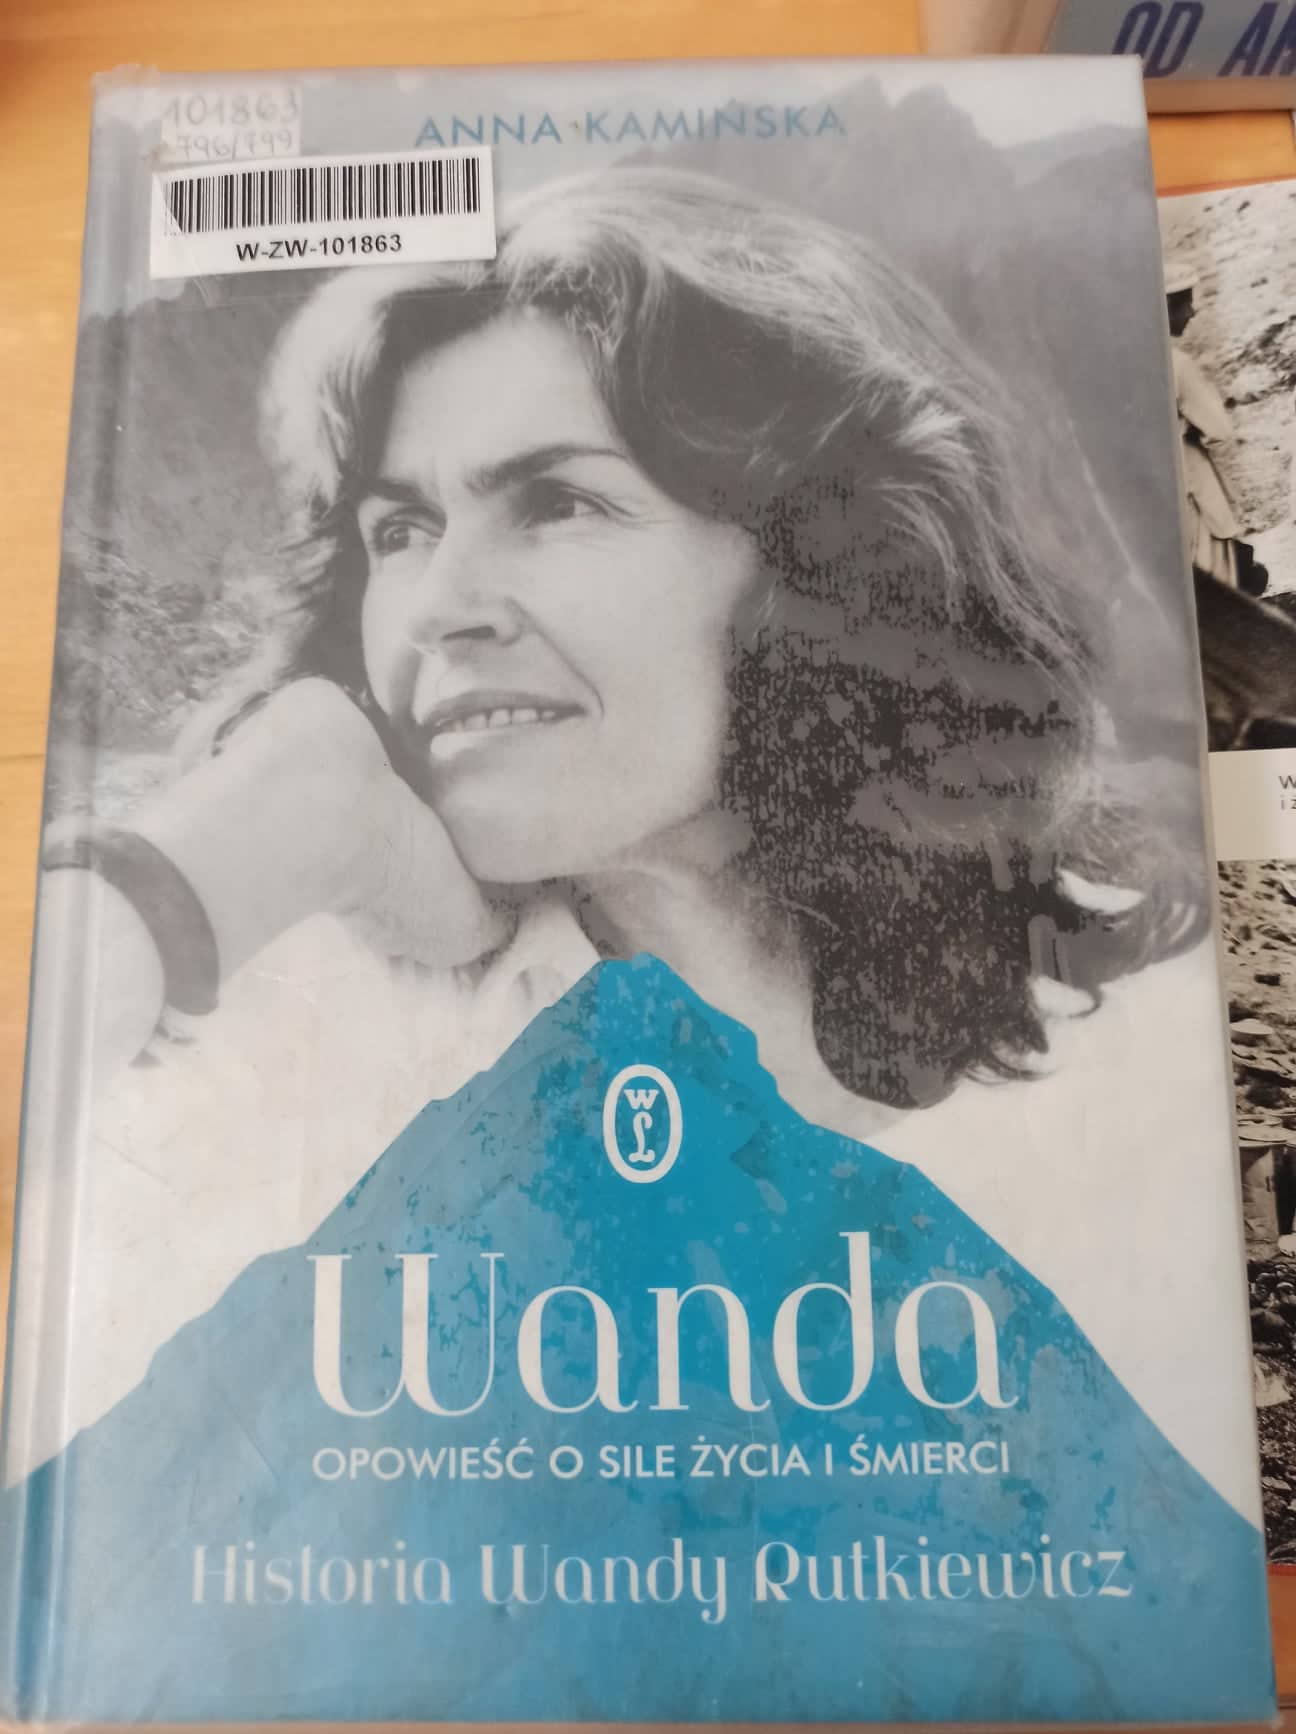 OD AR
101863
796/799
ANNA KAMIŃSKA
W-ZW-101863
W
i ż
W
Ł
Wanda
OPOWIEŚĆ O SILE ŻYCIA I ŚMIERCI
Historia Wandy Rutkiewicz